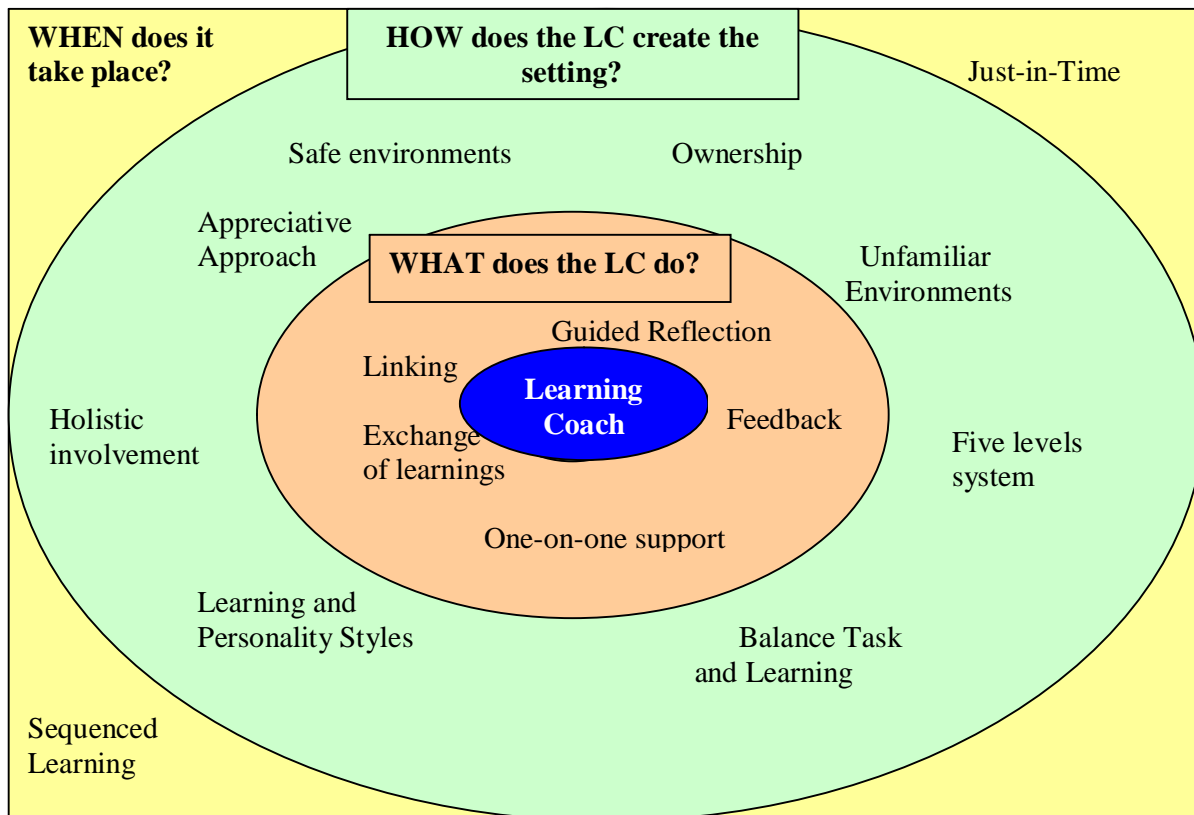 WHEN does it
take place?
HOW does the LC create the
setting?
Just-in-Time
Safe environments
Ownership
Appreciative
Approach
WHAT does the LC do?
Unfamiliar
Environments
Guided Reflection
Linking
Learning
Coach
Feedback
Exchange
of learnings
Holistic
involvement
Five levels
system
One-on-one support
Learning and
Personality Styles
Balance Task
and Learning
Sequenced
Learning